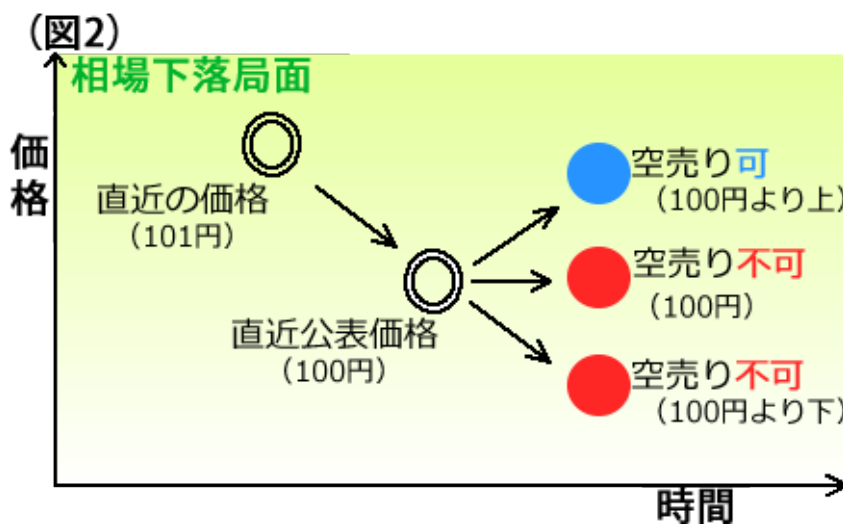 （図2）
相場下落局面
価格
直近の価格
（101円）
直近公表価格
（100円）
空売り可
（100円より上）
空売り不可
（100円）
空売り不可
（100円より下）
時間